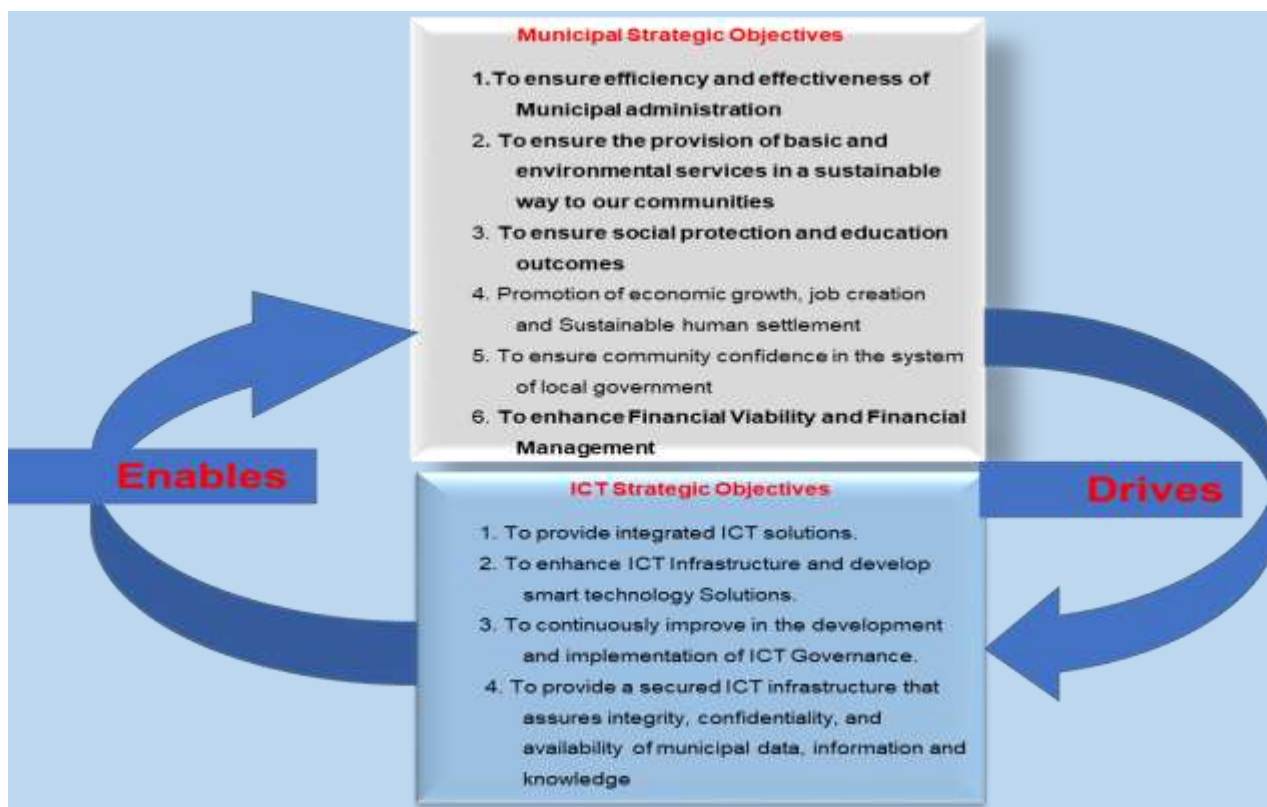 Municipal Strategic Objectives
1.To ensure efficiency and effectiveness of
Municipal administration
2. To ensure the provision of basic and
environmental services in a sustainable
way to our communities
3. To ensure social protection and education
outcomes
4. Promotion of economic growth, job creation
and Sustainable human settlement
5. To ensure community confidence in the system
of local government
6. To enhance Financial Viability and Financial
Management
Enables
Drives
ICT Strategic Objectives
1. To provide integrated ICT solutions.
2. To enhance ICT Infrastructure and develop
smart technology Solutions.
3. To continuously improve in the development
and implementation of ICT Governance.
4. To provide a secured ICT infrastructure that
assures integrity, confidentiality, and
availability of municipal data, information and
knowledge